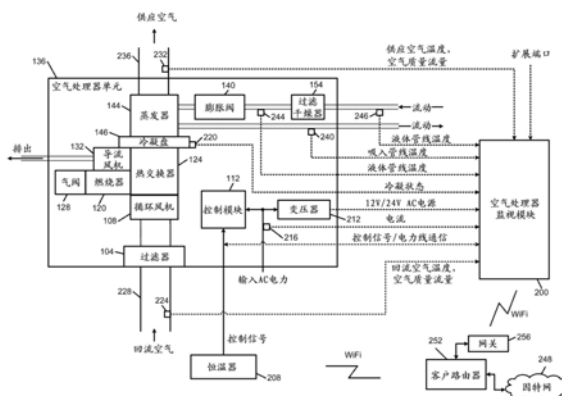 供应空气
236
232
供应空气温度、
空气质量流量
扩展端口
136
空气处理器单元
140
154
144
蒸发器
膨胀阀
过滤
干燥器
流动
244
246
流动
146
冷凝盘
220
240
液体管线温度
排出
132
导流
风机
124
吸入管线温度
液体管线温度
热交换器
气阀
燃烧器
112
冷凝状态
128
120
循环风机
108
控制模块
变压器
212
12V/24V AC电源
空气处理器
监视模块
216
电流
控制信号/电力线通信
104
过滤器
输入AC电力
回流空气温度、
空气质量流量
200
228
224
控制信号
WiFi
256
网关
回流空气
252
248
恒温器
208
WiFi
客户路由器
因特网